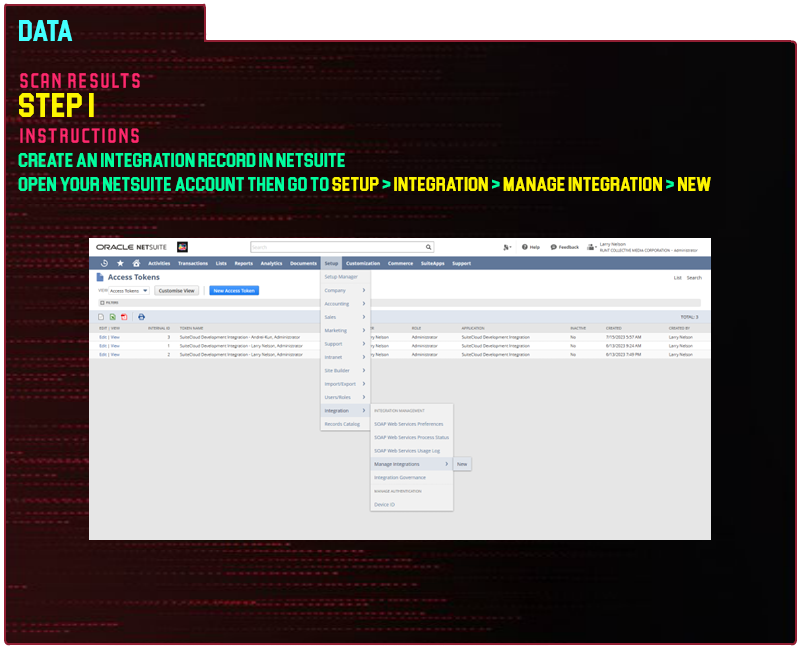 DATA
SCAN RESULTS
STEP 1
INSTRUCTIONS
CREATE AN INTEGRATION RECORD IN NETSUITE
OPEN YOUR NETSUITE ACCOUNT THEN GO TO SETUP > INTEGRATION > MANAGE INTEGRATION > NEW
ORACLE NETSUITE Search Help Feedback Larry Nelson
RUNT COLLECTIVE MEDIA CORPORATION - Administrator
Activities Transactions Lists Reports Analytics Documents Setup Customization Commerce SuiteApps Support
Access Tokens List Search
VIEW Access Tokens Customise View New Access Token
FILTERS
TOTAL: 3
EDIT | VIEW INTERNAL ID TOKEN NAME ROLE APPLICATION INACTIVE CREATED CREATED BY
Edit | View 3 SuiteCloud Development Integration - Andrei Kun, Administrator ry Nelson Administrator SuiteCloud Development Integration No 7/19/2023 5:57 AM Larry Nelson
Edit | View 1 SuiteCloud Development Integration - Larry Nelson, Administrator ry Nelson Administrator SuiteCloud Development Integration No 6/13/2023 9:24 AM Larry Nelson
Edit | View 2 SuiteCloud Development Integration - Larry Nelson, Administrator ry Nelson Administrator SuiteCloud Development Integration No 6/13/2023 7:49 PM Larry Nelson
Setup Manager
Company
Accounting
Sales
Marketing
Support
Intranet
Site Builder
Import/Export
Users/Roles
Integration
Records Catalog
INTEGRATION MANAGEMENT
SOAP Web Services Preferences
SOAP Web Services Process Status
SOAP Web Services Usage Log
Manage Integrations New
Integration Governance
MANAGE AUTHENTICATION
Device ID